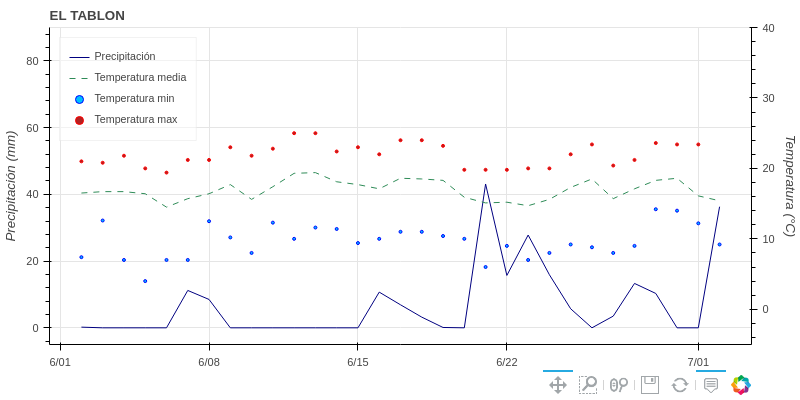 EL TABLON
Precipitación
Temperatura media
Temperatura min
Temperatura max
Precipitación (mm)
80
60
40
20
0
40
30
20
10
0
Temperatura (°C)
6/01 6/08 6/15 6/22 7/01